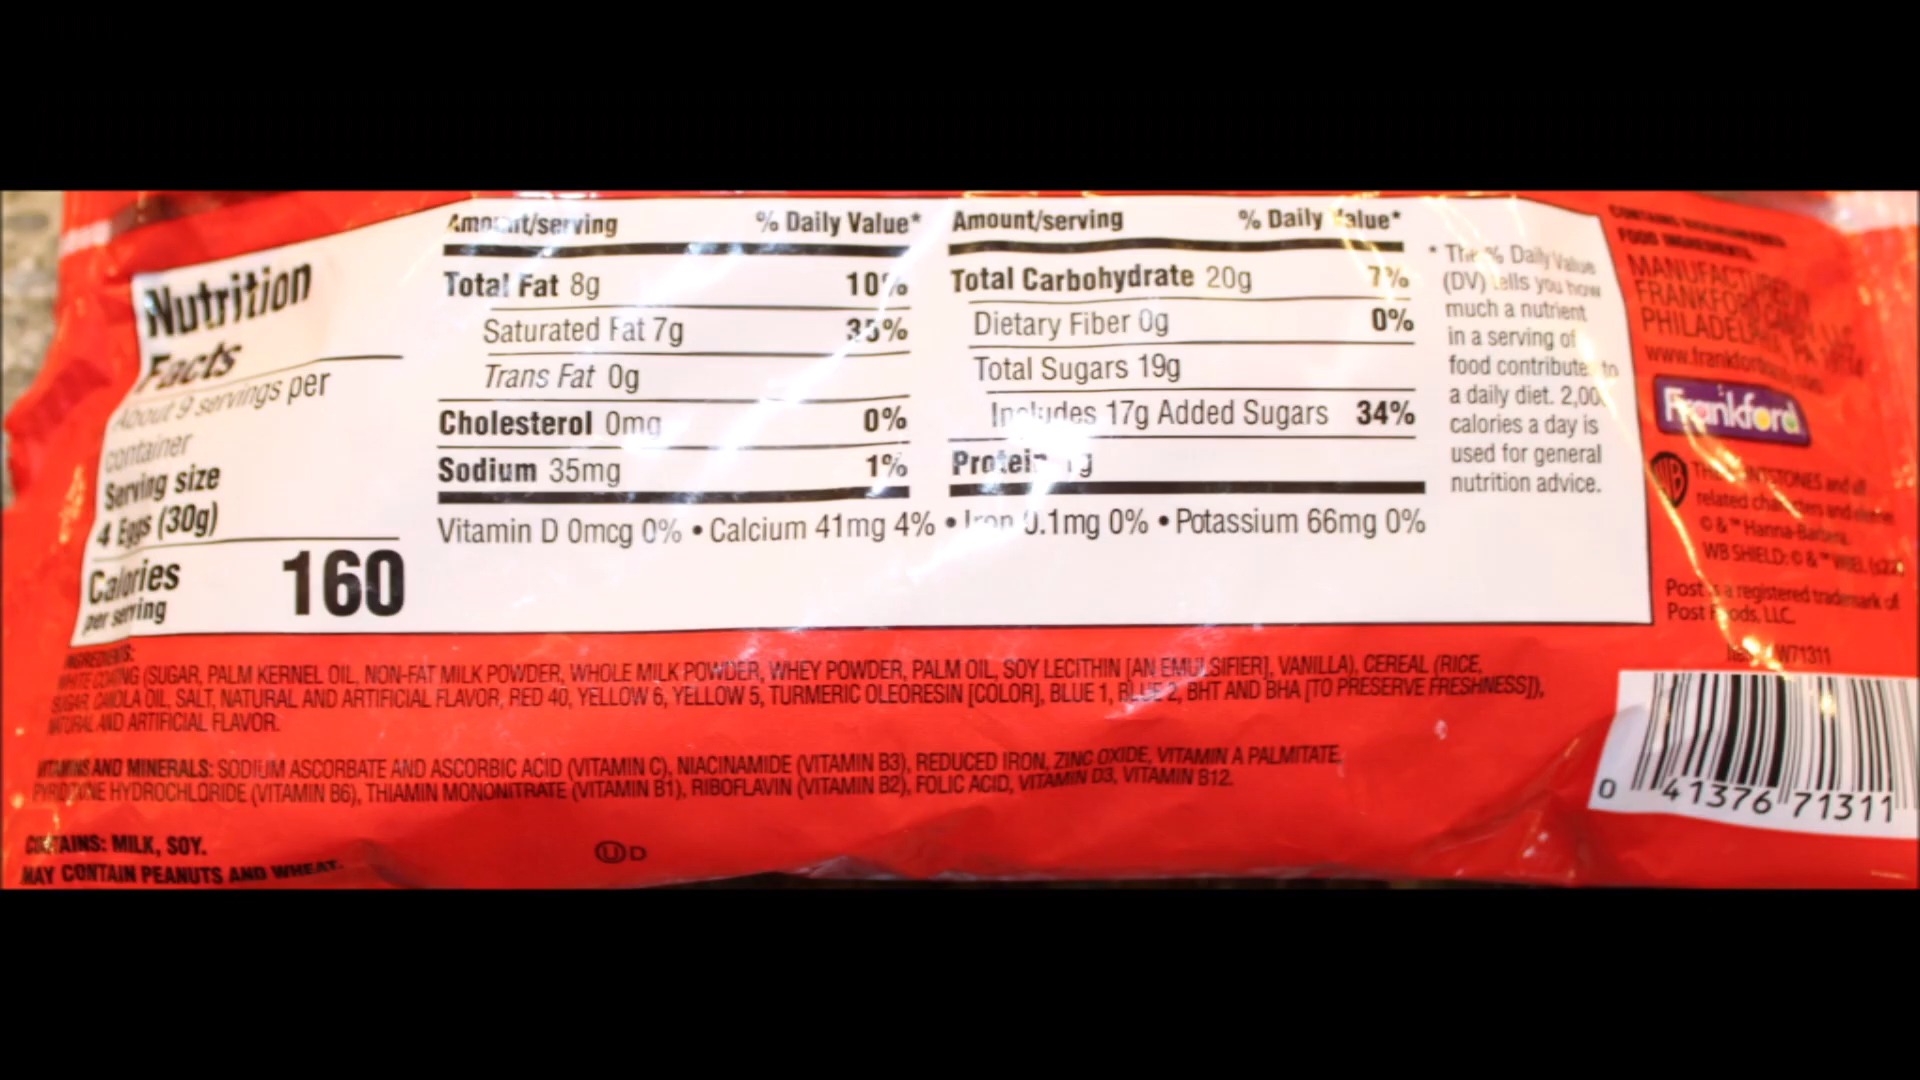 Nutrition
Facts
About 9 servings per
container
Serving size
4 Eggs (30g)
Calories 160
per serving
Amount/serving % Daily Value*
Total Fat 8g 10%
Saturated Fat 7g 35%
Trans Fat 0g
Cholesterol 0mg 0%
Sodium 35mg 1%
Amount/serving % Daily Value*
Total Carbohydrate 20g 7%
Dietary Fiber 0g 0%
Total Sugars 19g
Includes 17g Added Sugars 34%
Protein 1g
Vitamin D 0mcg 0% • Calcium 41mg 4% • Iron 0.1mg 0% • Potassium 66mg 0%
* The % Daily Value
(DV) tells you how
much a nutrient
in a serving of
food contributes to
a daily diet. 2,000
calories a day is
used for general
nutrition advice.
INGREDIENTS:
WHITE COATING (SUGAR, PALM KERNEL OIL, NON-FAT MILK POWDER, WHOLE MILK POWDER, WHEY POWDER, PALM OIL, SOY LECITHIN [AN EMULSIFIER], VANILLA), CEREAL (RICE,
SUGAR, CANOLA OIL, SALT, NATURAL AND ARTIFICIAL FLAVOR, RED 40, YELLOW 6, YELLOW 5, TURMERIC OLEORESIN [COLOR], BLUE 1, BLUE 2, BHT AND BHA [TO PRESERVE FRESHNESS]),
NATURAL AND ARTIFICIAL FLAVOR.
VITAMINS AND MINERALS: SODIUM ASCORBATE AND ASCORBIC ACID (VITAMIN C), NIACINAMIDE (VITAMIN B3), REDUCED IRON, ZINC OXIDE, VITAMIN A PALMITATE,
PYRIDOXINE HYDROCHLORIDE (VITAMIN B6), THIAMIN MONONITRATE (VITAMIN B1), RIBOFLAVIN (VITAMIN B2), FOLIC ACID, VITAMIN D3, VITAMIN B12.
CONTAINS: MILK, SOY.
MAY CONTAIN PEANUTS AND WHEAT.
U D
CONTAINS
FOOD INGREDIENTS.
MANUFACTURED BY
FRANKFORD CANDY, LLC
PHILADELPHIA, PA
Frankford
WB
THE FLINTSTONES and all
related characters and elements
© & ™ Hanna-Barbera.
WB SHIELD: © & ™ WBEI. (s22)
Post is a registered trademark of
Post Foods, LLC.
W71311
0 41376 71311